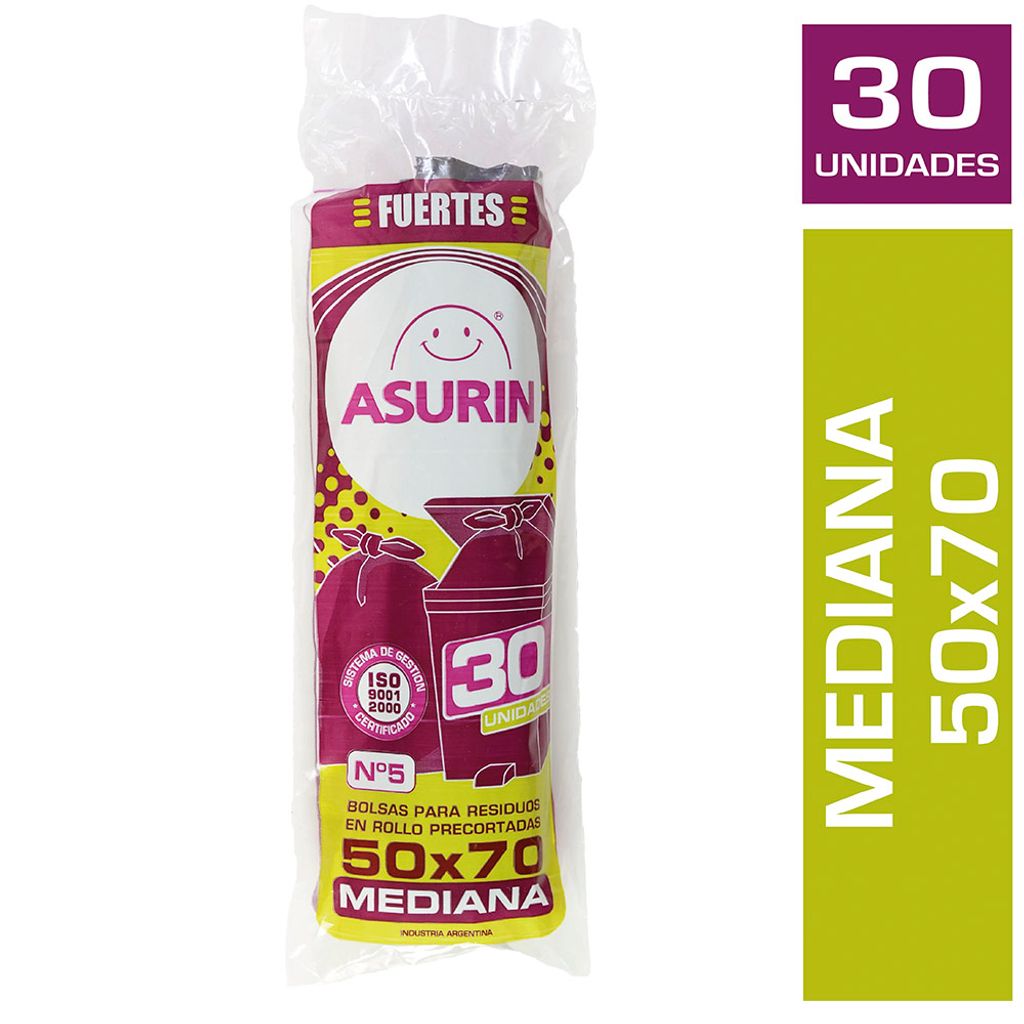 FUERTES
®
ASURIN
30
UNIDADES
SISTEMA DE GESTION
ISO
9001
2000
CERTIFICADO
Nº5
BOLSAS PARA RESIDUOS
EN ROLLO PRECORTADAS
50x70
MEDIANA
INDUSTRIA ARGENTINA
30
UNIDADES
MEDIANA
50x70